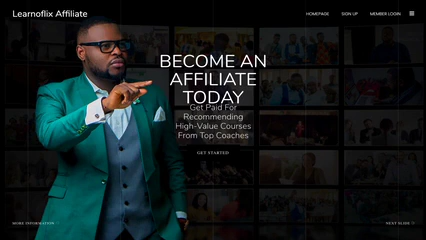 Learnoflix Affiliate
HOMEPAGE SIGN UP MEMBER LOGIN
BECOME AN
AFFILIATE
TODAY
Get Paid For
Recommending
High-Value Courses
From Top Coaches
GET STARTED
MORE INFORMATION
NEXT SLIDE